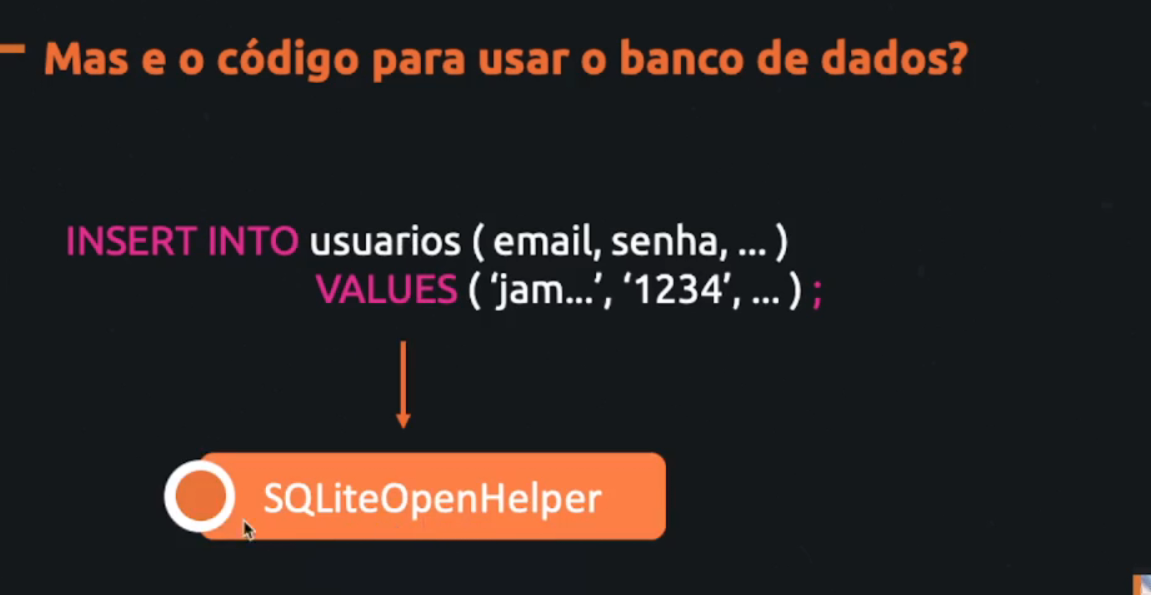 Mas e o código para usar o banco de dados?
INSERT INTO usuarios ( email, senha, ... )
VALUES ( ‘jam...’, ‘1234’, ... ) ;
SQLiteOpenHelper